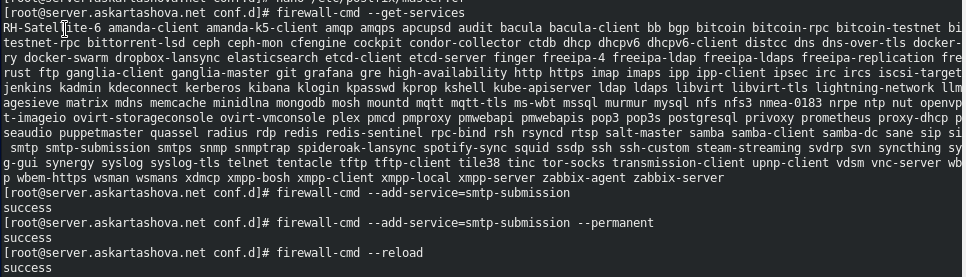 [root@server.askartashova.net conf.d]# firewall-cmd --get-services
RH-Satellite-6 amanda-client amanda-k5-client amqp amqps apcupsd audit bacula bacula-client bb bgp bitcoin bitcoin-rpc bitcoin-testnet bi
testnet-rpc bittorrent-lsd ceph ceph-mon cfengine cockpit condor-collector ctdb dhcp dhcpv6 dhcpv6-client distcc dns dns-over-tls docker-
ry docker-swarm dropbox-lansync elasticsearch etcd-client etcd-server finger freeipa-4 freeipa-ldap freeipa-ldaps freeipa-replication
rust ftp ganglia-client ganglia-master git grafana gre high-availability http https imap imaps ipp ipp-client ipsec irc ircs iscsi-target
jenkins kadmin kdeconnect kerberos kibana klogin kpasswd kprop kshell kube-apiserver ldap ldaps libvirt libvirt-tls lightning-network llm
agesieve matrix mdns memcache minidlna mongodb mosh mountd mqtt mqtt-tls ms-wbt mssql murmur mysql nfs nfs3 nmea-0183 nrpe ntp nut openvp
t-imageio ovirt-storageconsole ovirt-vmconsole plex pmcd pmproxy pmwebapi pmwebapis pop3 pop3s postgresql privoxy prometheus proxy-dhcp p
seaudio puppetmaster quassel radius rdp redis redis-sentinel rpc-bind rsh rsyncd rtsp salt-master samba samba-client samba-dc sane sip si
smtp smtp-submission smtps snmp snmptrap spideroak-lansync spotify-sync squid ssdp ssh ssh-custom steam-streaming svdrp svn syncthing sy
g-gui synergy syslog syslog-tls telnet tentacle tftp tftp-client tile38 tinc tor-socks transmission-client upnp-client vdsm vnc-server wb
p wbem-https wsman wsmans xdmcp xmpp-bosh xmpp-client xmpp-local xmpp-server zabbix-agent zabbix-server
[root@server.askartashova.net conf.d]# firewall-cmd --add-service=smtp-submission
success
[root@server.askartashova.net conf.d]# firewall-cmd --add-service=smtp-submission --permanent
success
[root@server.askartashova.net conf.d]# firewall-cmd --reload
success